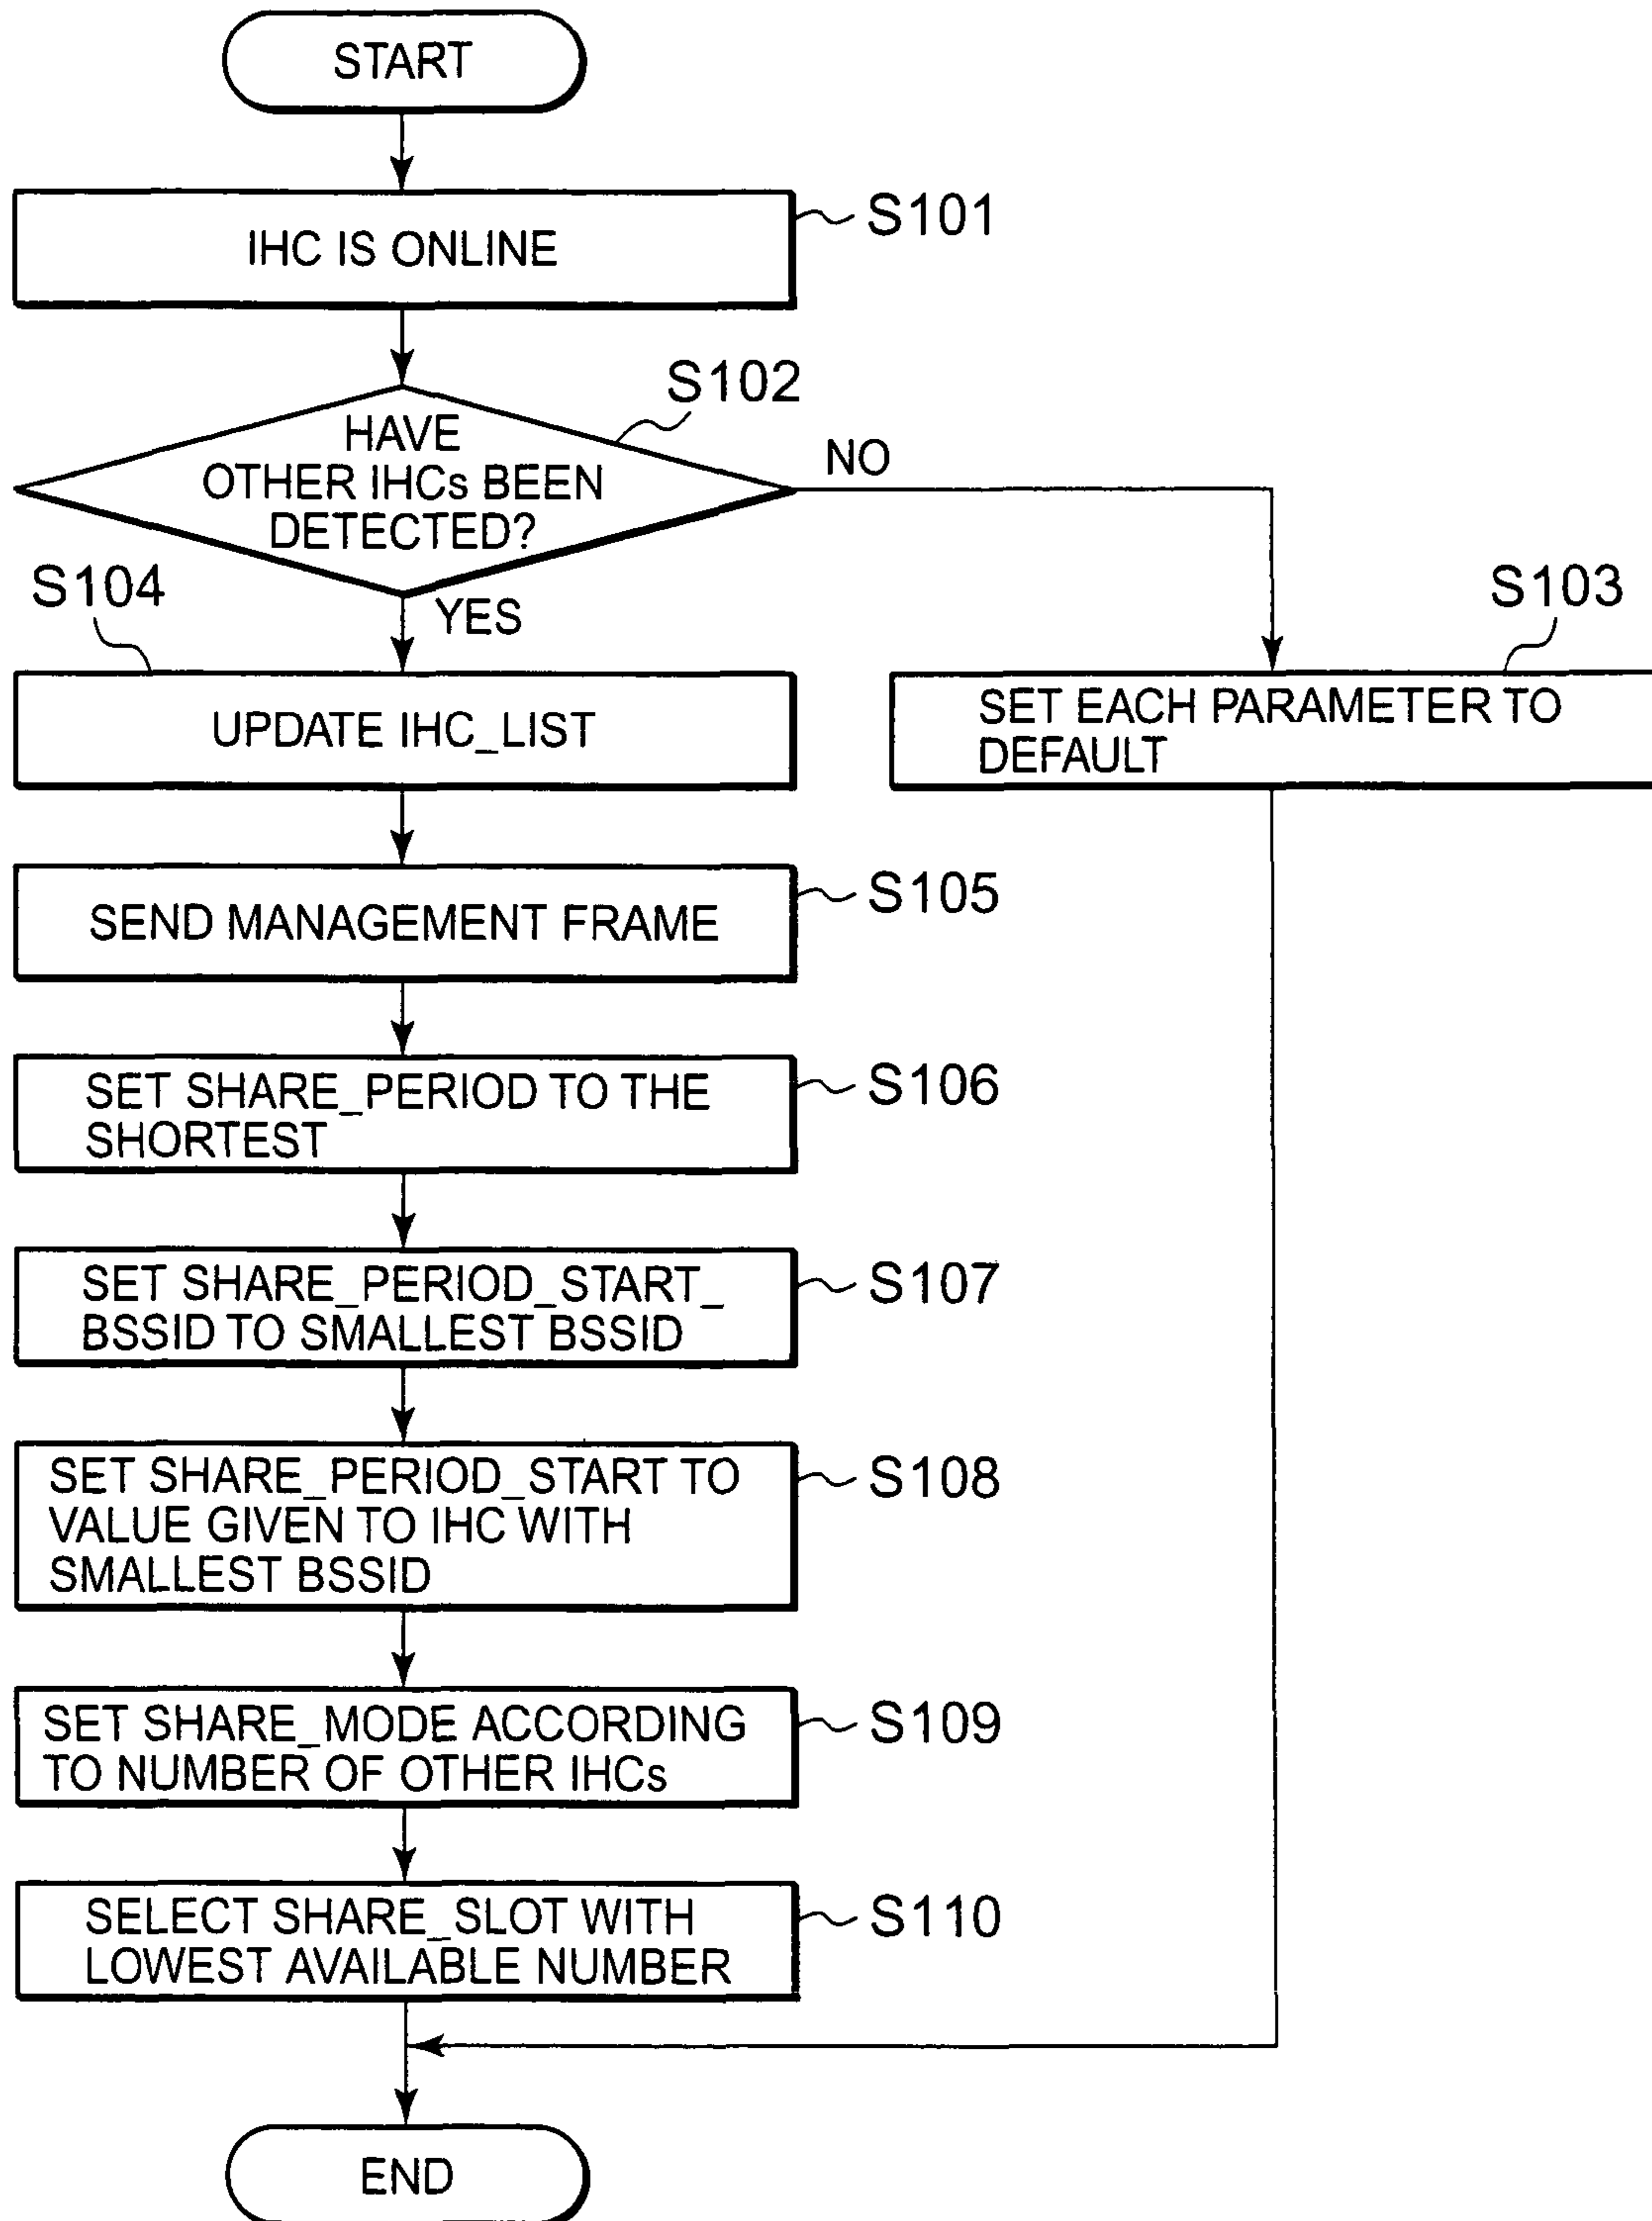 START
IHC IS ONLINE
S101
S102
HAVE
OTHER IHCs BEEN
DETECTED?
NO
YES
S104
UPDATE IHC_LIST
S103
SET EACH PARAMETER TO
DEFAULT
SEND MANAGEMENT FRAME
S105
SET SHARE_PERIOD TO THE
SHORTEST
S106
SET SHARE_PERIOD_START_
BSSID TO SMALLEST BSSID
S107
SET SHARE_PERIOD_START TO
VALUE GIVEN TO IHC WITH
SMALLEST BSSID
S108
SET SHARE_MODE ACCORDING
TO NUMBER OF OTHER IHCs
S109
SELECT SHARE_SLOT WITH
LOWEST AVAILABLE NUMBER
S110
END